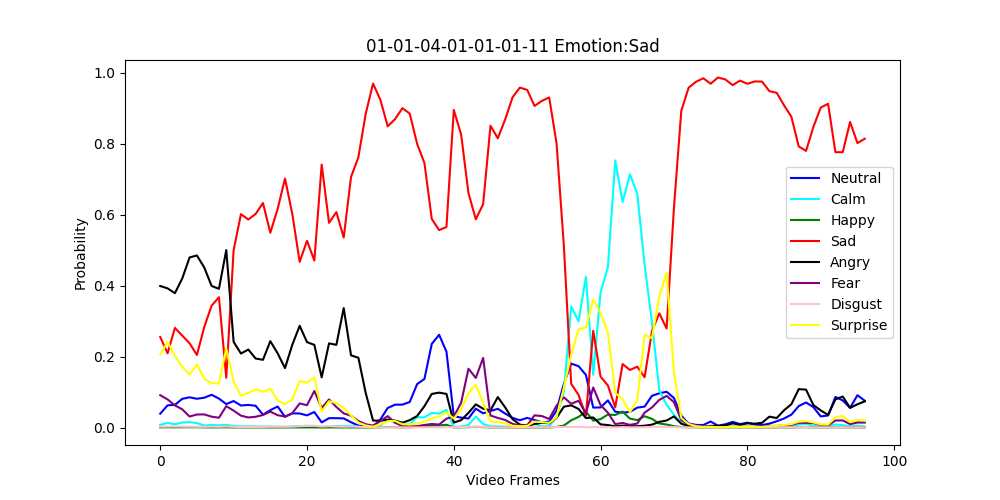 01-01-04-01-01-01-11 Emotion:Sad
1.0
0.8
0.6
0.4
0.2
0.0
Probability
0 20 40 60 80 100
Video Frames
Neutral
Calm
Happy
Sad
Angry
Fear
Disgust
Surprise